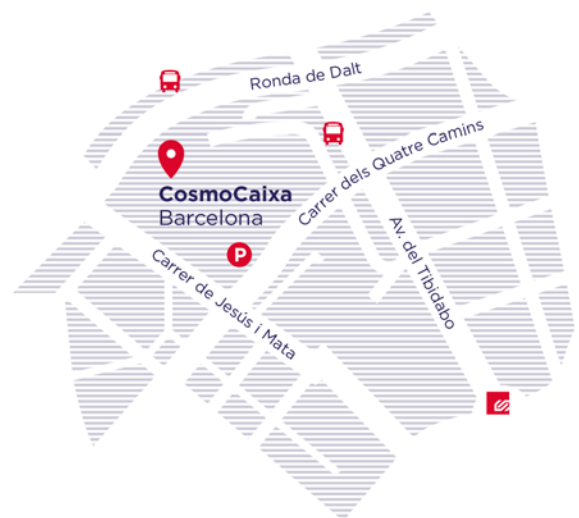 Ronda de Dalt
Carrer dels Quatre Camins
CosmoCaixa
Barcelona
P
Av. del Tibidabo
Carrer de Jesús i Mata